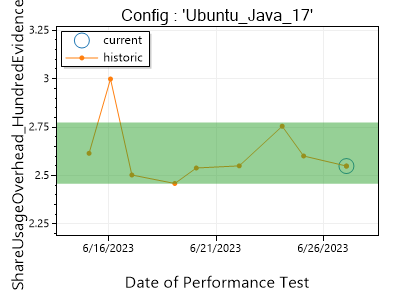 Config : 'Ubuntu_Java_17'
ShareUsageOverhead_HundredEvidence
3.25
3
2.75
2.5
2.25
current
historic
6/16/2023
6/21/2023
6/26/2023
Date of Performance Test